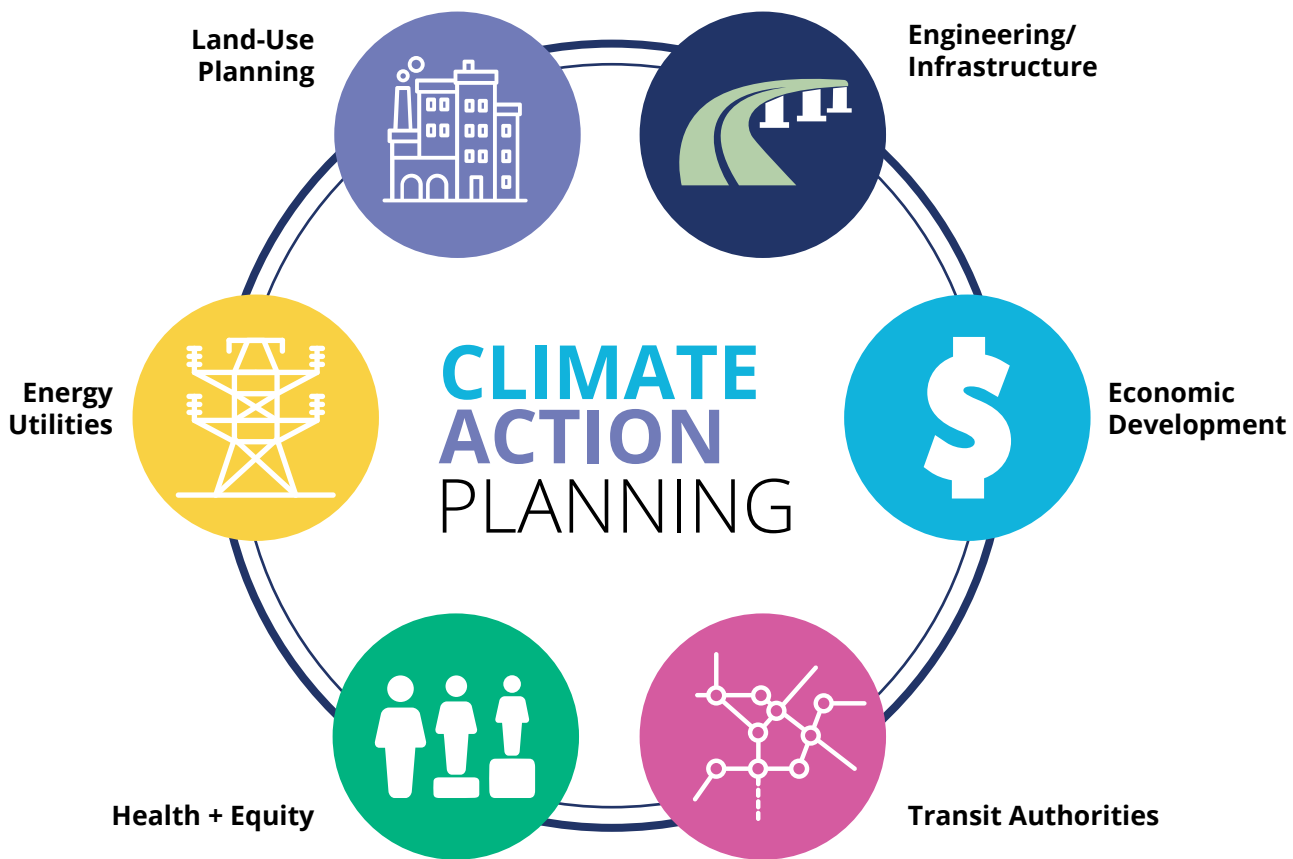 Land-Use
Planning
Engineering/
Infrastructure
Energy
Utilities
CLIMATE
ACTION
PLANNING
Economic
Development
Health + Equity
Transit Authorities